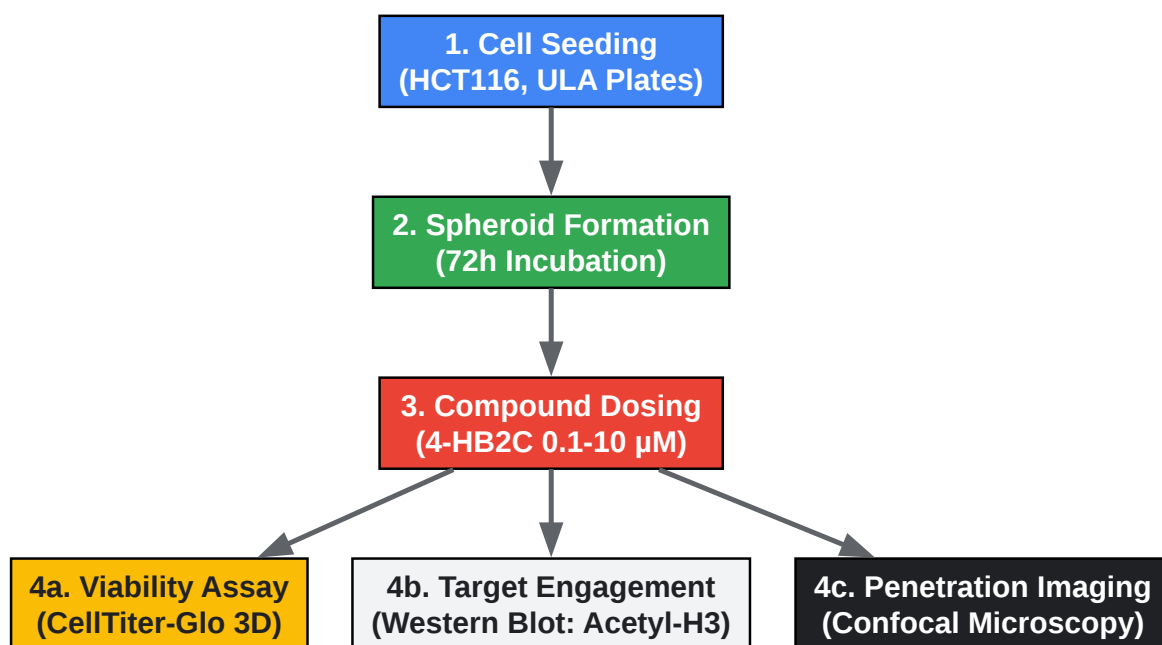 1. Cell Seeding
(HCT116, ULA Plates)
2. Spheroid Formation
(72h Incubation)
3. Compound Dosing
(4-HB2C 0.1-10 µM)
4a. Viability Assay
(CellTiter-Glo 3D)
4b. Target Engagement
(Western Blot: Acetyl-H3)
4c. Penetration Imaging
(Confocal Microscopy)